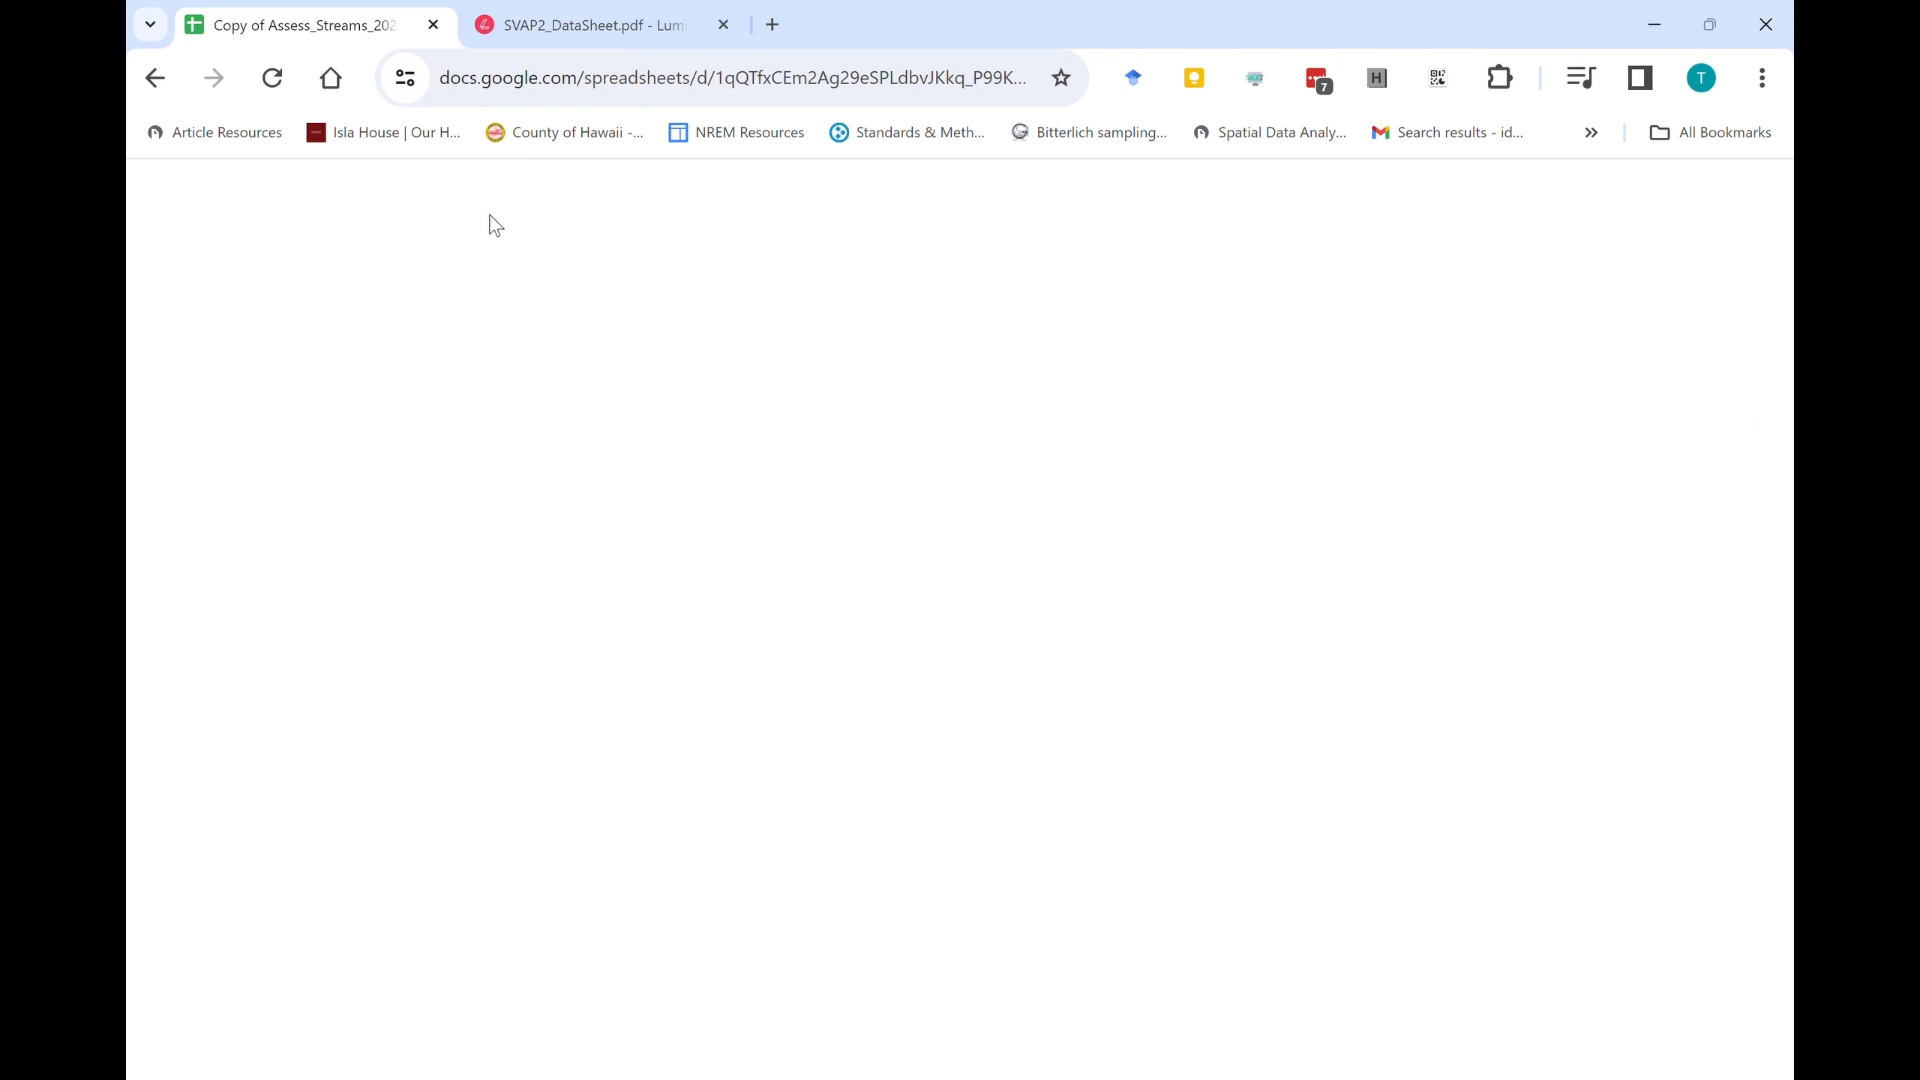 Copy of Assess_Streams_202
SVAP2_DataSheet.pdf - Lum
docs.google.com/spreadsheets/d/1qQTfxCEm2Ag29eSPLdbvJKkq_P99K...
7
H
T
Article Resources
Isla House | Our H...
County of Hawaii -...
NREM Resources
Standards & Meth...
Bitterlich sampling...
Spatial Data Analy...
Search results - id...
All Bookmarks